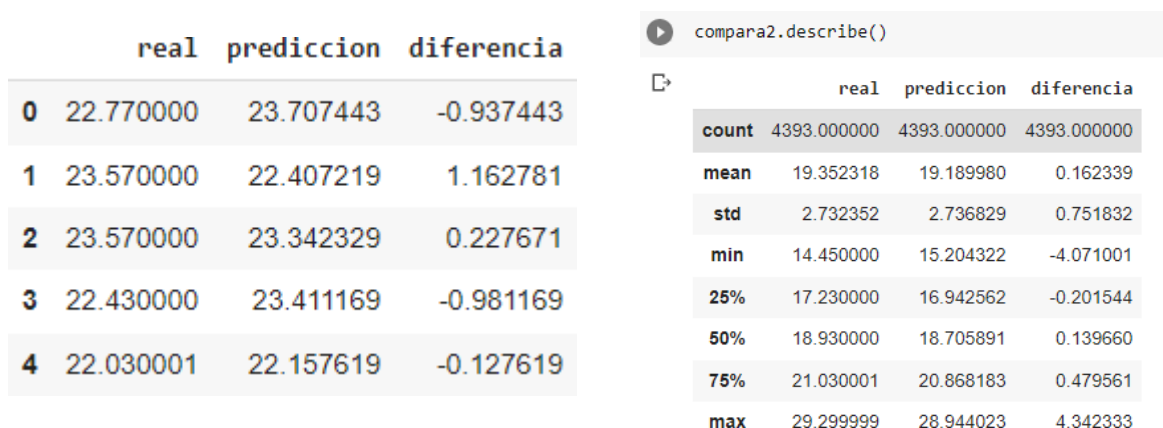 real prediccion diferencia
0 22.770000 23.707443 -0.937443
1 23.570000 22.407219 1.162781
2 23.570000 23.342329 0.227671
3 22.430000 23.411169 -0.981169
4 22.030001 22.157619 -0.127619
compara2.describe()
real prediccion diferencia
count 4393.000000 4393.000000 4393.000000
mean 19.352318 19.189980 0.162339
std 2.732352 2.736829 0.751832
min 14.450000 15.204322 -4.071001
25% 17.230000 16.942562 -0.201544
50% 18.930000 18.705891 0.139660
75% 21.030001 20.868183 0.479561
max 29.299999 28.944023 4.342333